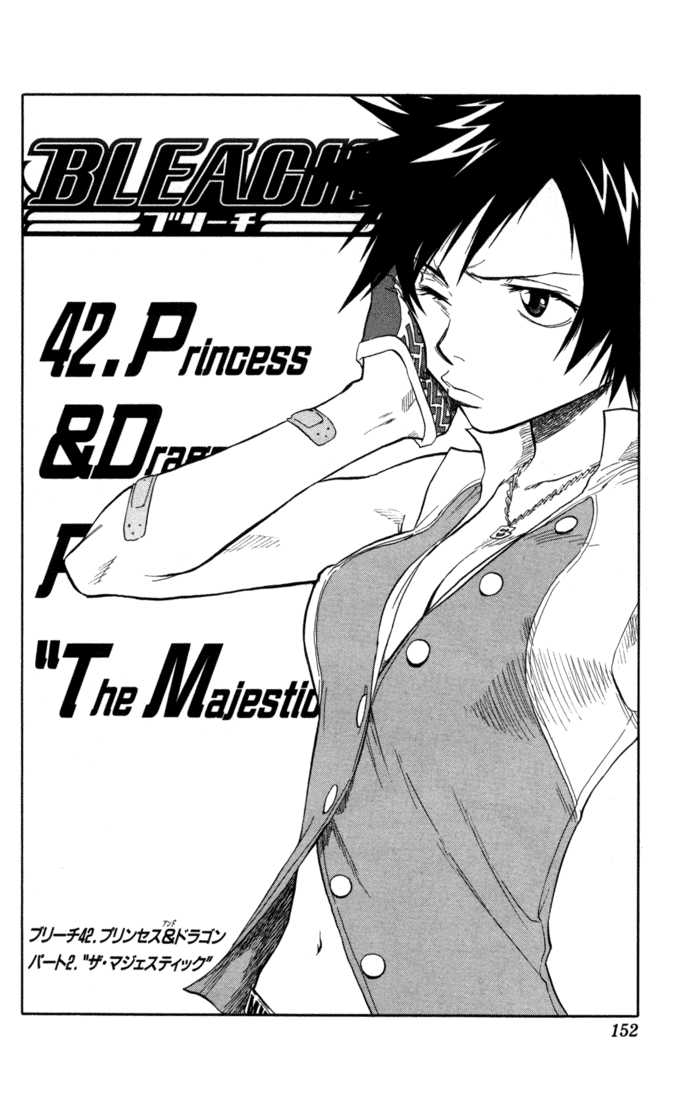 BLEACH
ブリーチ
42. Princess
&Drag
P
"The Majestic
アンド
ブリーチ42.プリンセス&ドラゴン
パート2."ザ・マジェスティック"
152